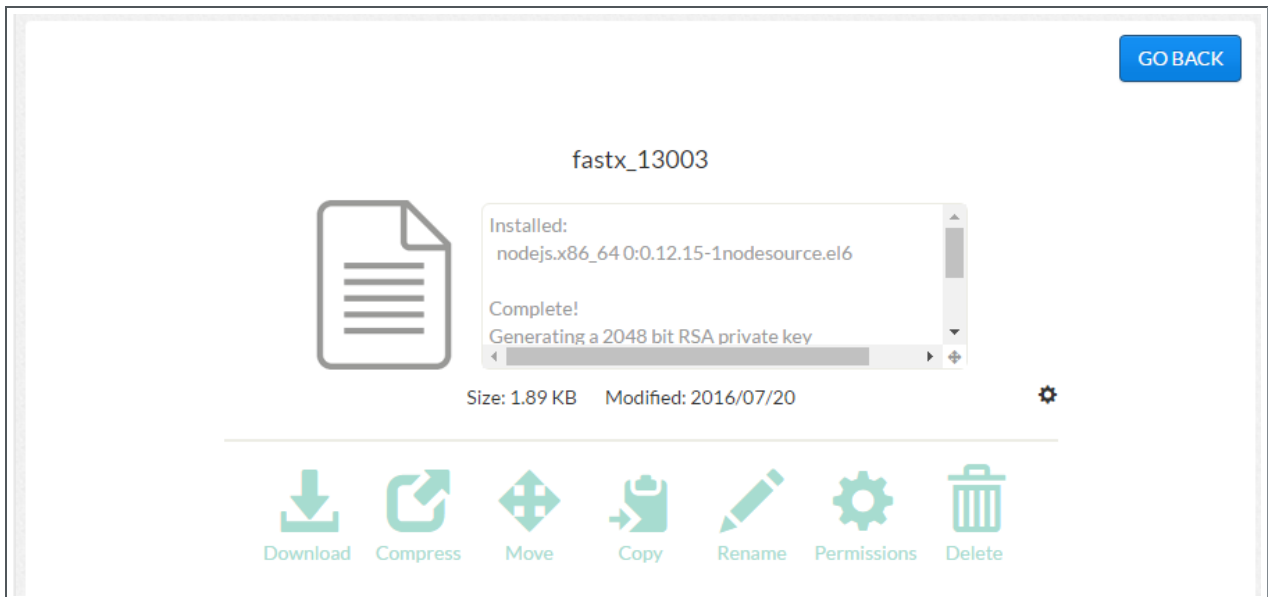 GO BACK
fastx_13003
Installed:
nodejs.x86_64 0:0.12.15-1nodesource.el6
Complete!
Generating a 2048 bit RSA private key
Size: 1.89 KB Modified: 2016/07/20
Download Compress Move Copy Rename Permissions Delete